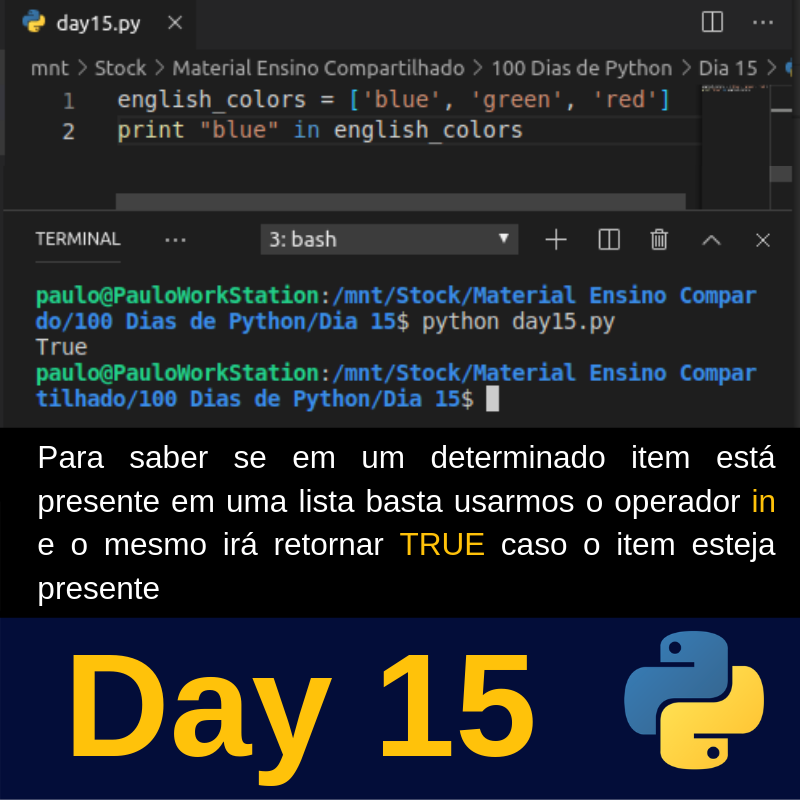 day15.py
mnt > Stock > Material Ensino Compartilhado > 100 Dias de Python > Dia 15 >
1 english_colors = ['blue', 'green', 'red']
2 print "blue" in english_colors
TERMINAL ··· 3: bash
paulo@PauloWorkStation:/mnt/Stock/Material Ensino Compar
do/100 Dias de Python/Dia 15$ python day15.py
True
paulo@PauloWorkStation:/mnt/Stock/Material Ensino Compar
tilhado/100 Dias de Python/Dia 15$
Para saber se em um determinado item está
presente em uma lista basta usarmos o operador in
e o mesmo irá retornar TRUE caso o item esteja
presente
Day 15